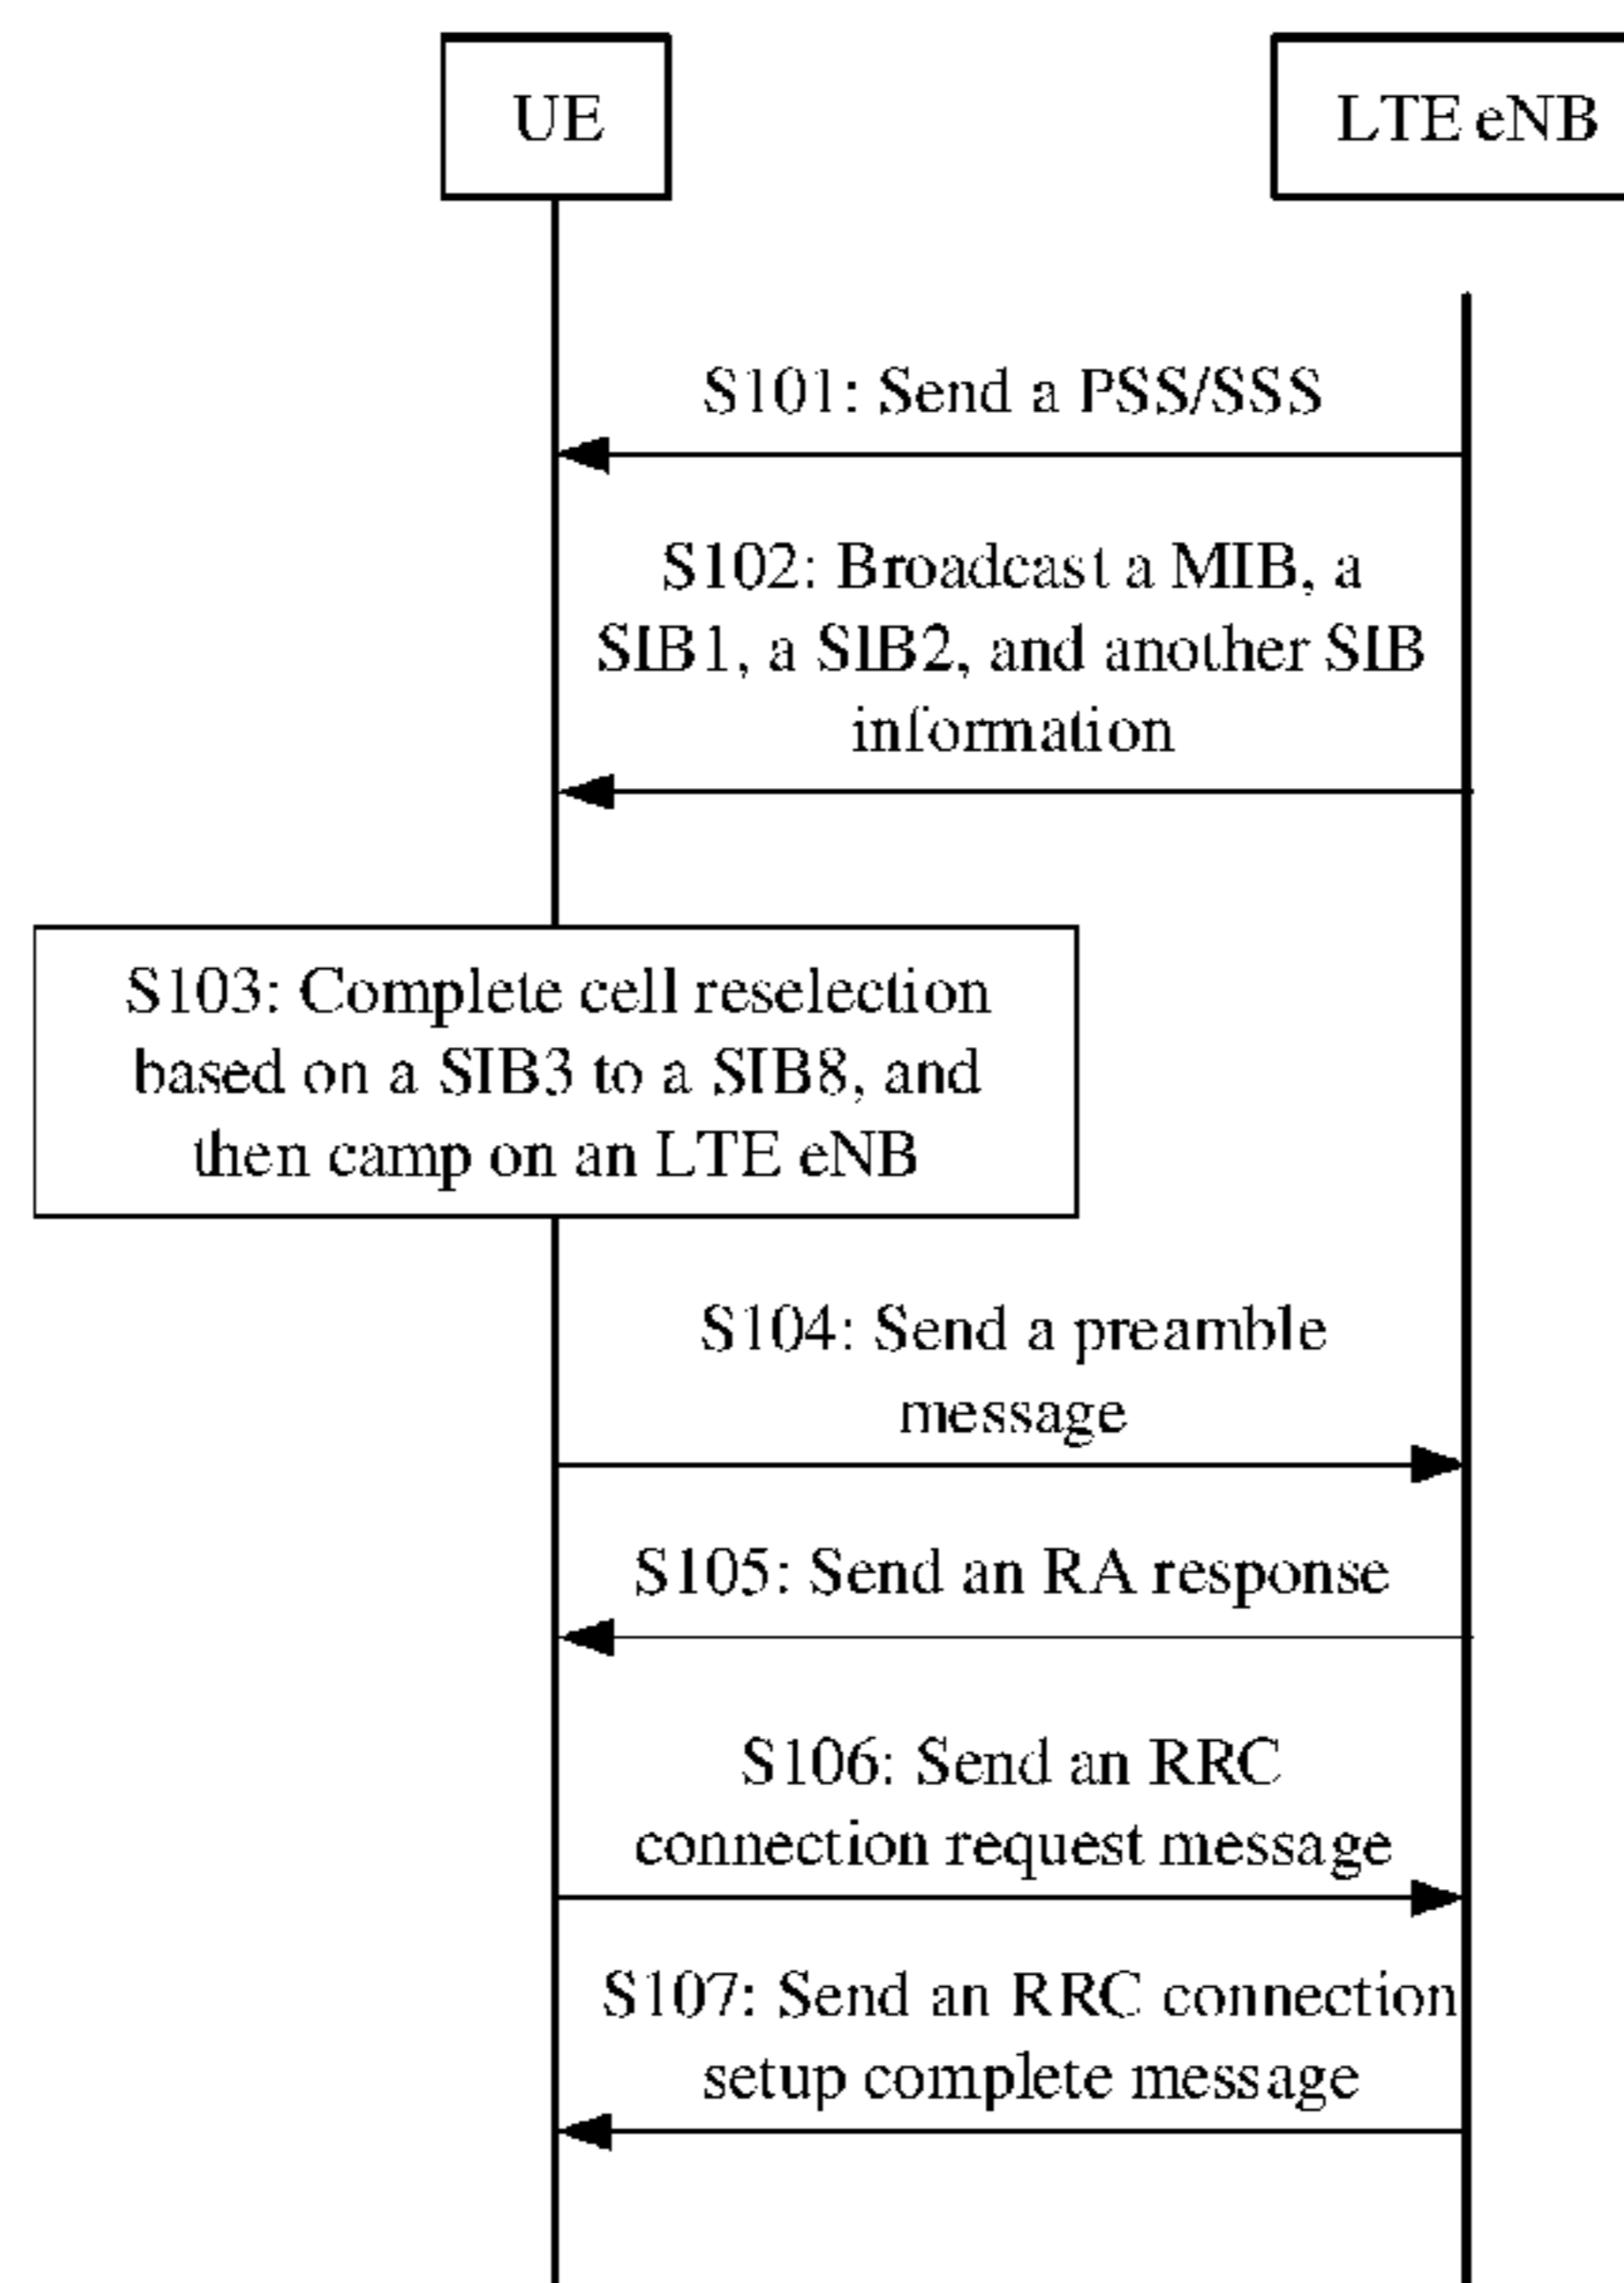 UE
LTE eNB
S101: Send a PSS/SSS
S102: Broadcast a MIB, a
SIB1, a SIB2, and another SIB
information
S103: Complete cell reselection
based on a SIB3 to a SIB8, and
then camp on an LTE eNB
S104: Send a preamble
message
S105: Send an RA response
S106: Send an RRC
connection request message
S107: Send an RRC connection
setup complete message